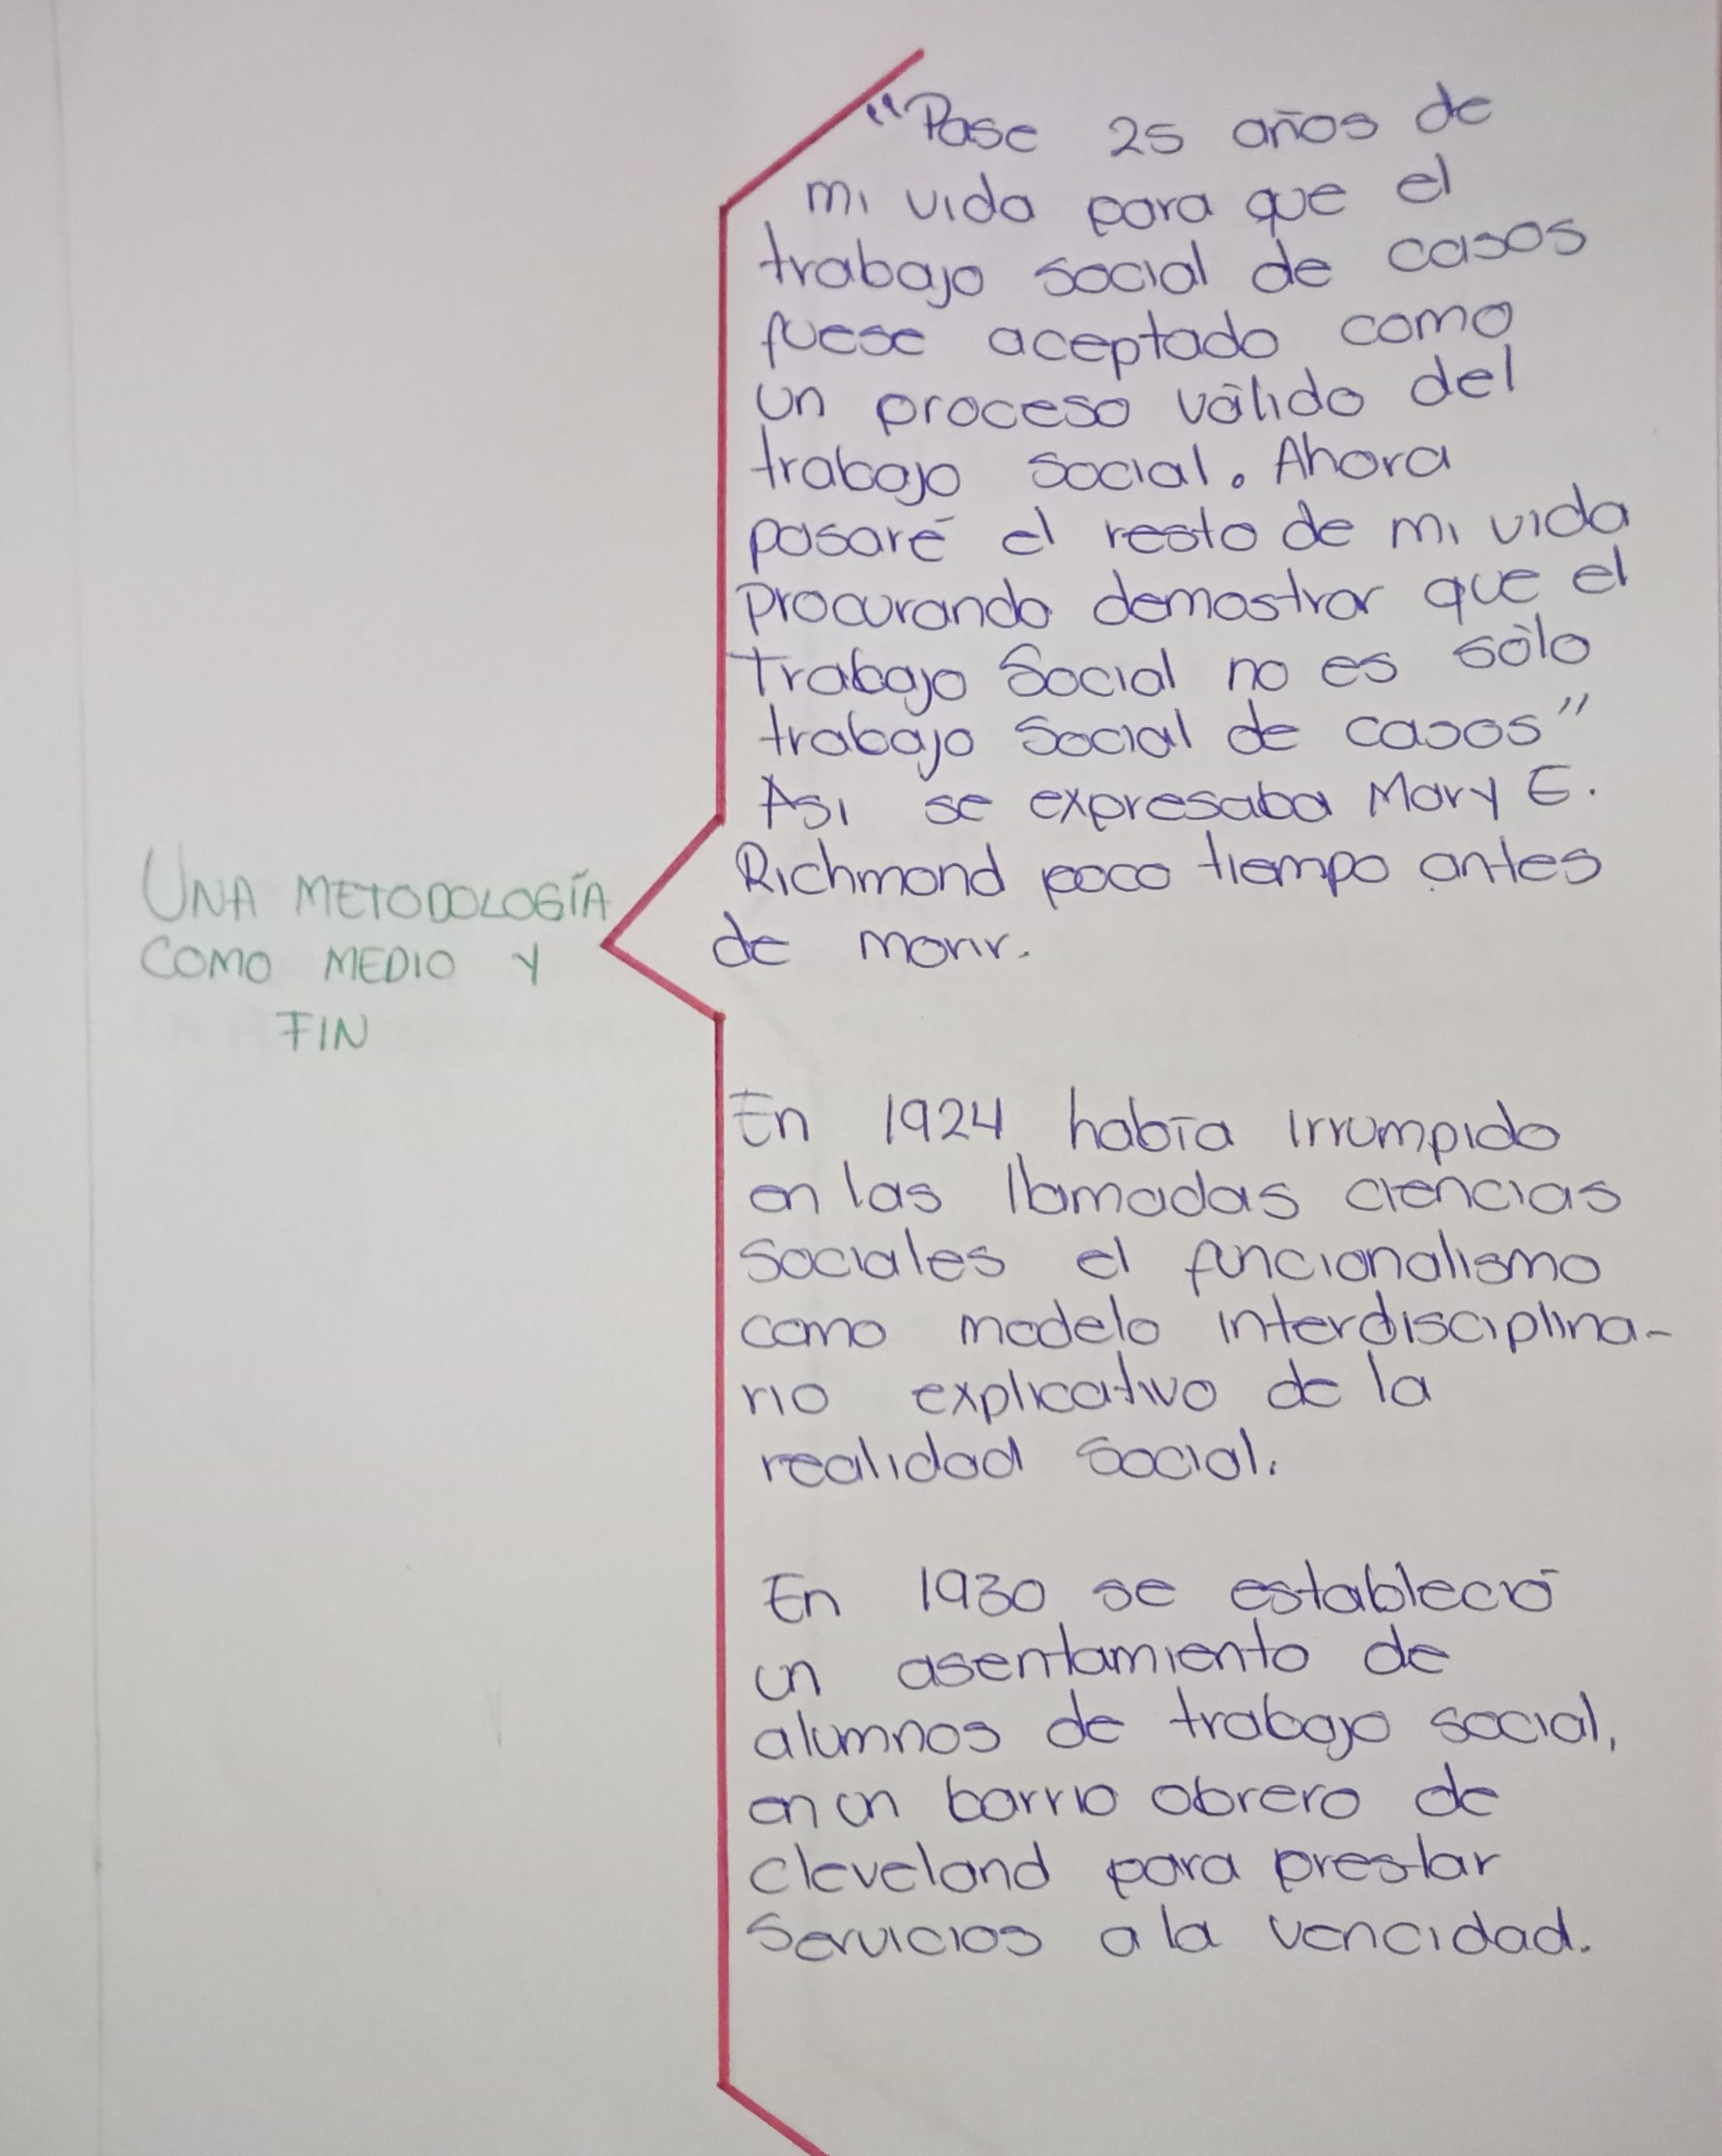 UNA METODOLOGÍA
COMO MEDIO Y
FIN
"Pase 25 años de
mi vida para que el
trabajo social de casos
fuese aceptado como
un proceso válido del
trabajo social. Ahora
pasaré el resto de mi vida
procurando demostrar que el
trabajo Social no es sólo
trabajo Social de casos"
Asi se expresaba Mary E.
Richmond poco tiempo antes
de morir.
En 1924, había irrumpido
en las llamadas ciencias
sociales el funcionalismo
como modelo interdisciplina-
rio explicativo de la
realidad social.
En 1930, se estableció
un asentamiento de
alumnos de trabajo social,
en un barrio obrero de
cleveland para prestar
servicios a la vencidad.